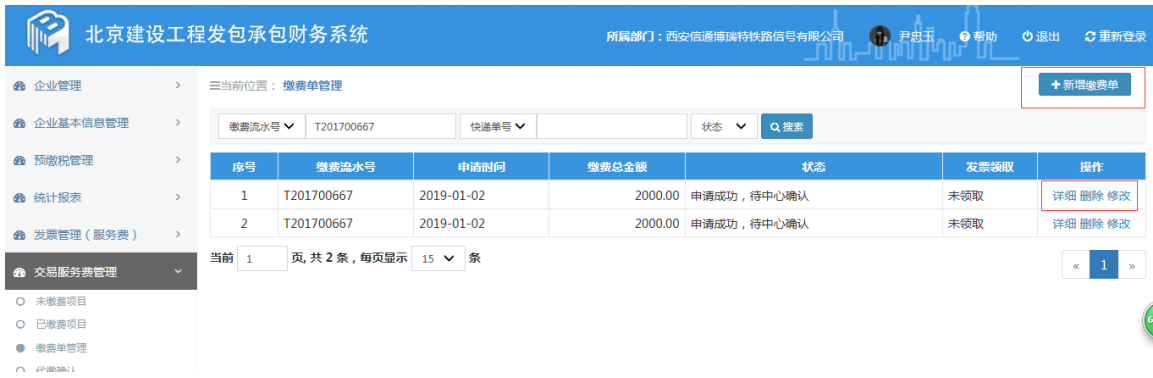 北京建设工程发包承包财务系统
所属部门：西安信通博瑞特铁路信号有限公司 尹忠玉 帮助 退出 重新登录
企业管理
企业基本信息管理
预缴税管理
统计报表
发票管理（服务费）
交易服务费管理
未缴费项目
已缴费项目
缴费单管理
代缴确认
当前位置： 缴费单管理
+新增缴费单
缴费流水号 T201700667 快递单号 状态 搜索
序号 缴费流水号 申请时间 缴费总金额 状态 发票领取 操作
1 T201700667 2019-01-02 2000.00 申请成功，待中心确认 未领取 详细 删除 修改
2 T201700667 2019-01-02 2000.00 申请成功，待中心确认 未领取 详细 删除 修改
当前 1 页, 共 2 条，每页显示 15 条
« 1 »